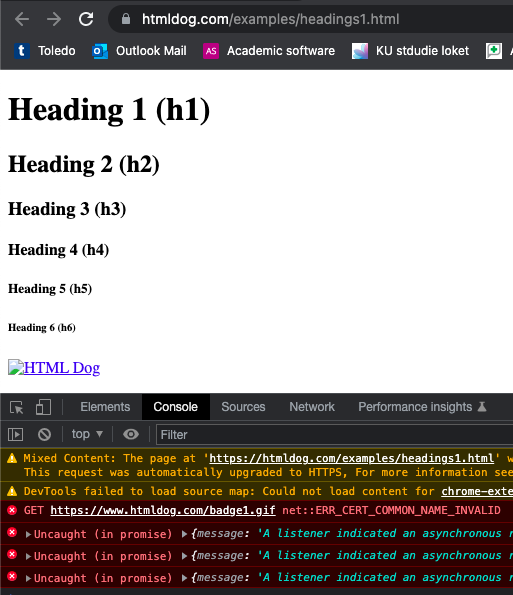 htmldog.com/examples/headings1.html
t Toledo Outlook Mail AS Academic software KU stdudie loket A
Heading 1 (h1)
Heading 2 (h2)
Heading 3 (h3)
Heading 4 (h4)
Heading 5 (h5)
Heading 6 (h6)
HTML Dog
Elements Console Sources Network Performance insights
top Filter
Mixed Content: The page at 'https://htmldog.com/examples/headings1.html' w
This request was automatically upgraded to HTTPS, For more information see
DevTools failed to load source map: Could not load content for chrome-exte
GET https://www.htmldog.com/badge1.gif net::ERR_CERT_COMMON_NAME_INVALID
Uncaught (in promise) {message: 'A listener indicated an asynchronous r
Uncaught (in promise) {message: 'A listener indicated an asynchronous r
Uncaught (in promise) {message: 'A listener indicated an asynchronous r